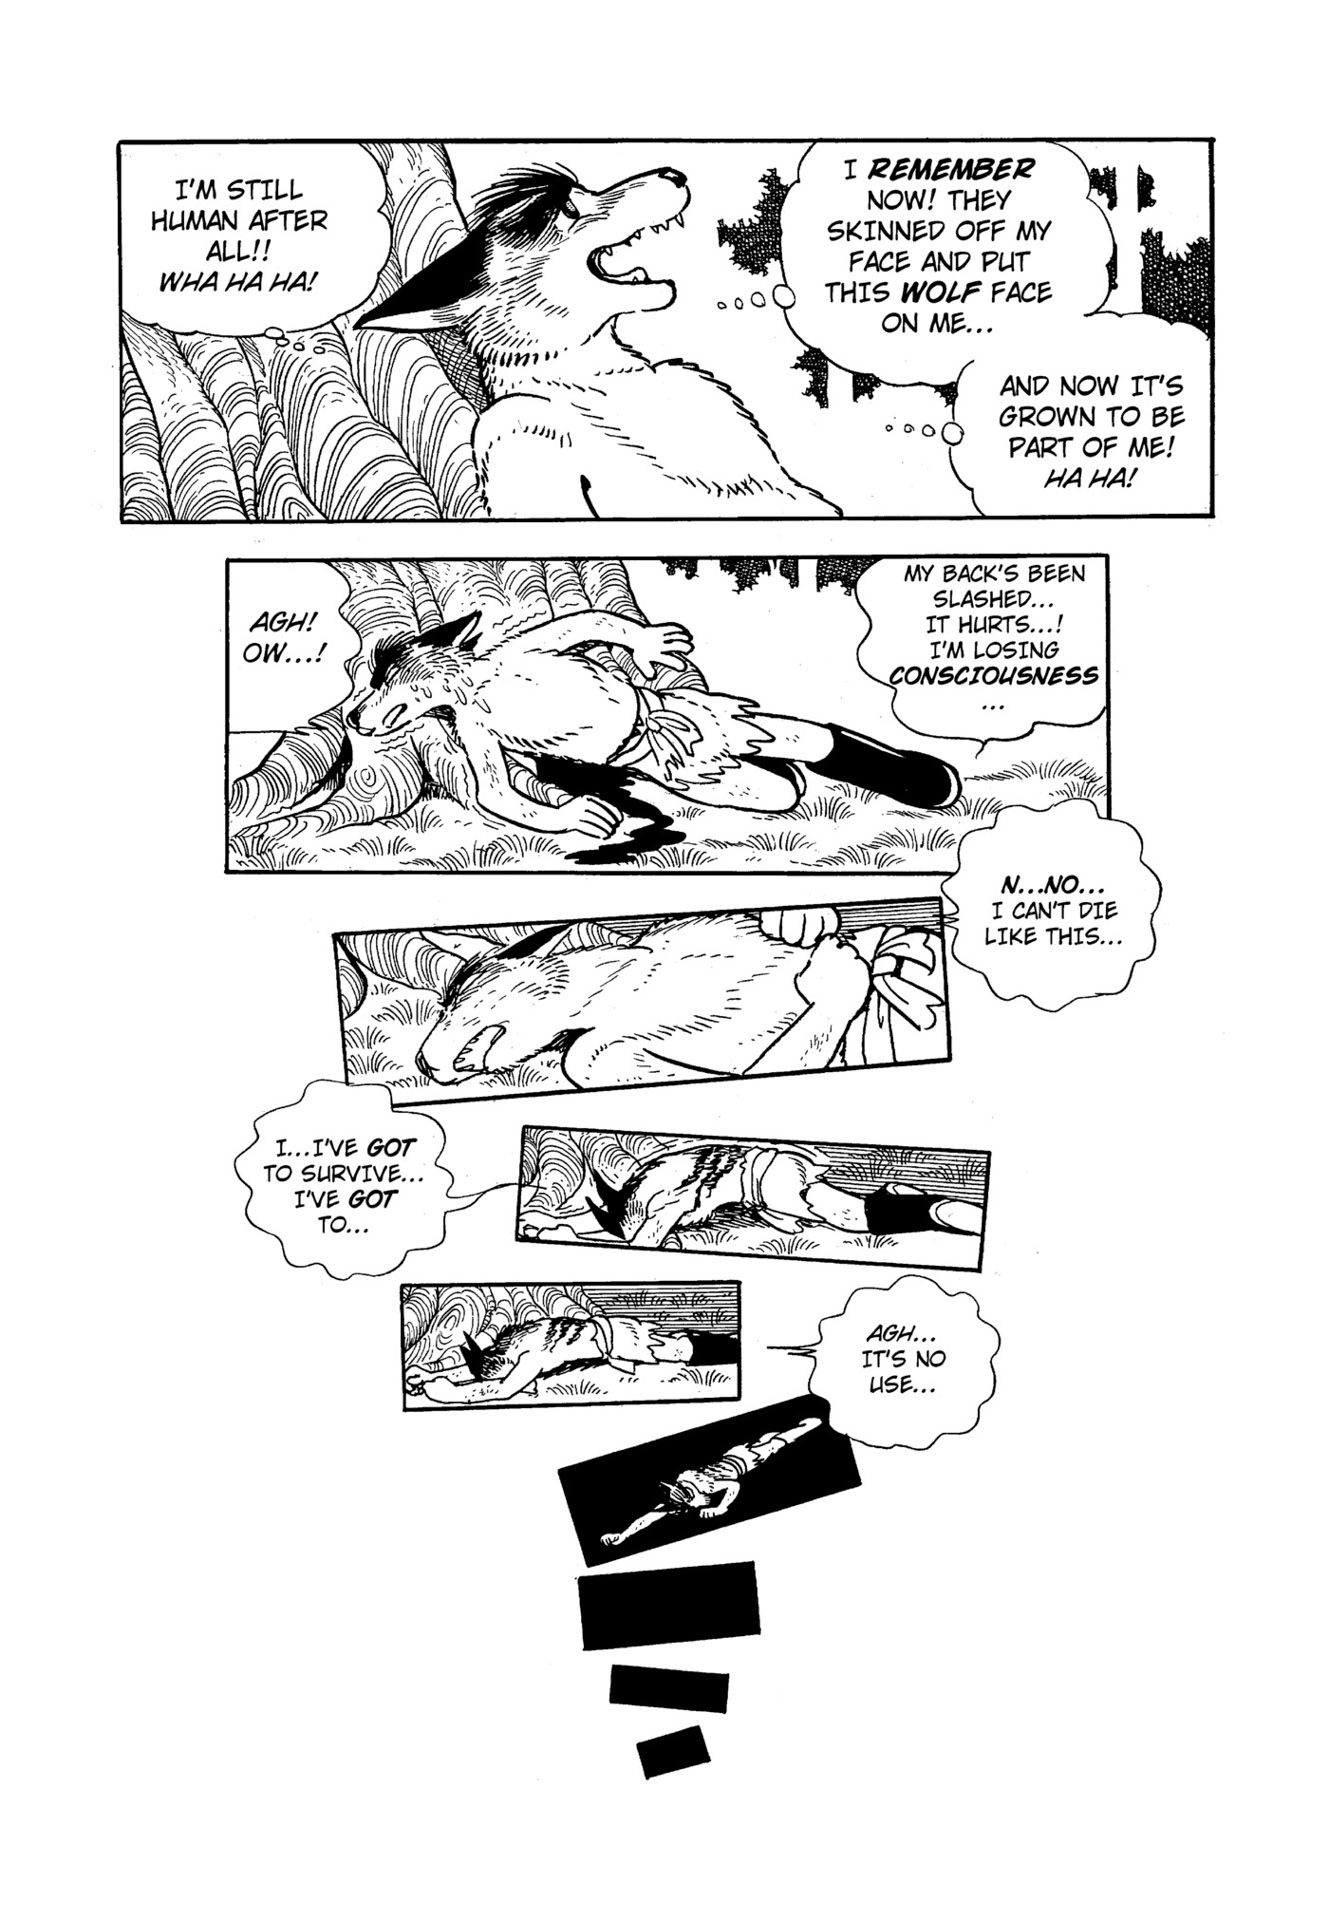 I'M STILL
HUMAN AFTER
ALL!!
WHA HA HA!
I REMEMBER
NOW! THEY
SKINNED OFF MY
FACE AND PUT
THIS WOLF FACE
ON ME...
AND NOW IT'S
GROWN TO BE
PART OF ME!
HA HA!
AGH!
OW...!
MY BACK'S BEEN
SLASHED...
IT HURTS...!
I'M LOSING
CONSCIOUSNESS
...
N...NO...
I CAN'T DIE
LIKE THIS...
I...I'VE GOT
TO SURVIVE...
I'VE GOT
TO...
AGH...
IT'S NO
USE...